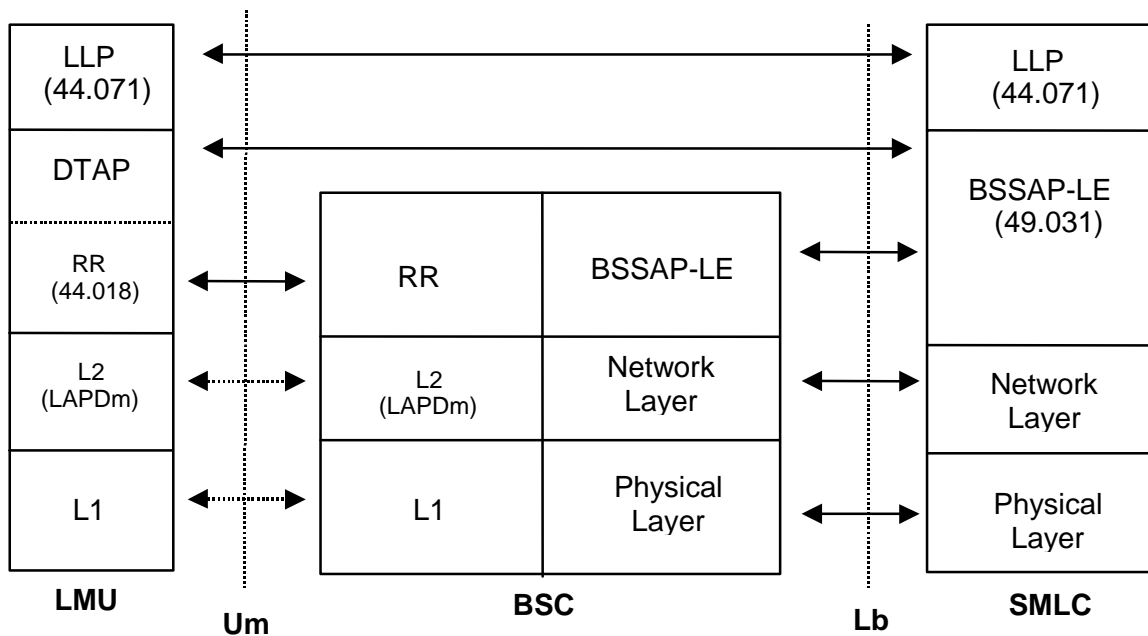 LLP
(44.071)
DTAP
RR
(44.018)
L2
(LAPDm)
L1
LMU
Um
RR
BSSAP-LE
L2
(LAPDm)
Network
Layer
L1
Physical
Layer
BSC
Lb
LLP
(44.071)
BSSAP-LE
(49.031)
Network
Layer
Physical
Layer
SMLC